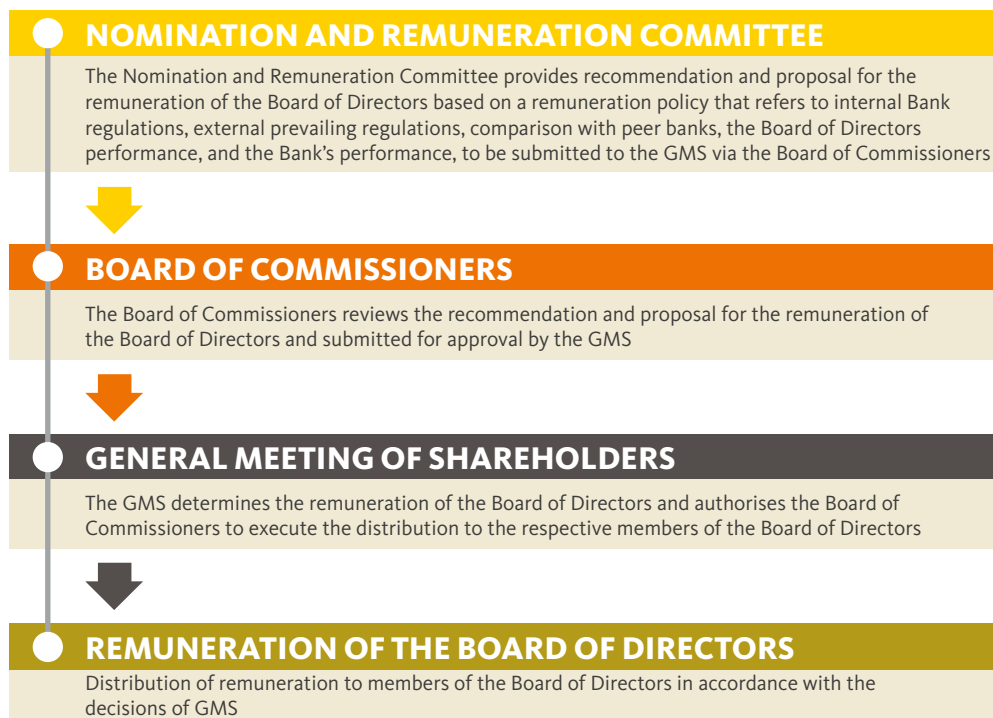 NOMINATION AND REMUNERATION COMMITTEE
The Nomination and Remuneration Committee provides recommendation and proposal for the
remuneration of the Board of Directors based on a remuneration policy that refers to internal Bank
regulations, external prevailing regulations, comparison with peer banks, the Board of Directors
performance, and the Bank's performance, to be submitted to the GMS via the Board of Commissioners
BOARD OF COMMISSIONERS
The Board of Commissioners reviews the recommendation and proposal for the remuneration of
the Board of Directors and submitted for approval by the GMS
GENERAL MEETING OF SHAREHOLDERS
The GMS determines the remuneration of the Board of Directors and authorises the Board of
Commissioners to execute the distribution to the respective members of the Board of Directors
REMUNERATION OF THE BOARD OF DIRECTORS
Distribution of remuneration to members of the Board of Directors in accordance with the
decisions of GMS